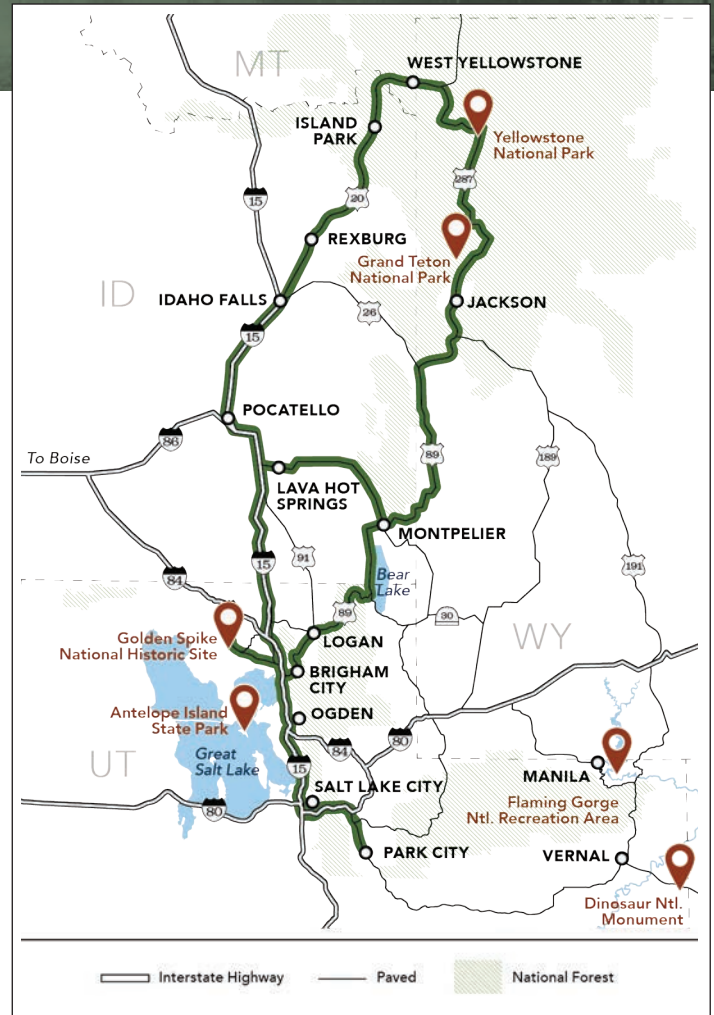 MT
WEST YELLOWSTONE
ISLAND
PARK
Yellowstone
National Park
287
15
20
REXBURG
Grand Teton
National Park
ID
IDAHO FALLS
JACKSON
26
15
POCATELLO
86
To Boise
89
189
LAVA HOT
SPRINGS
MONTPELIER
15
91
84
Bear
Lake
191
89
30
Golden Spike
National Historic Site
LOGAN
WY
BRIGHAM
CITY
Antelope Island
State Park
OGDEN
UT
Great
Salt Lake
84
80
15
MANILA
SALT LAKE CITY
80
Flaming Gorge
Ntl. Recreation Area
PARK CITY
VERNAL
Dinosaur Ntl.
Monument
Interstate Highway
Paved
National Forest